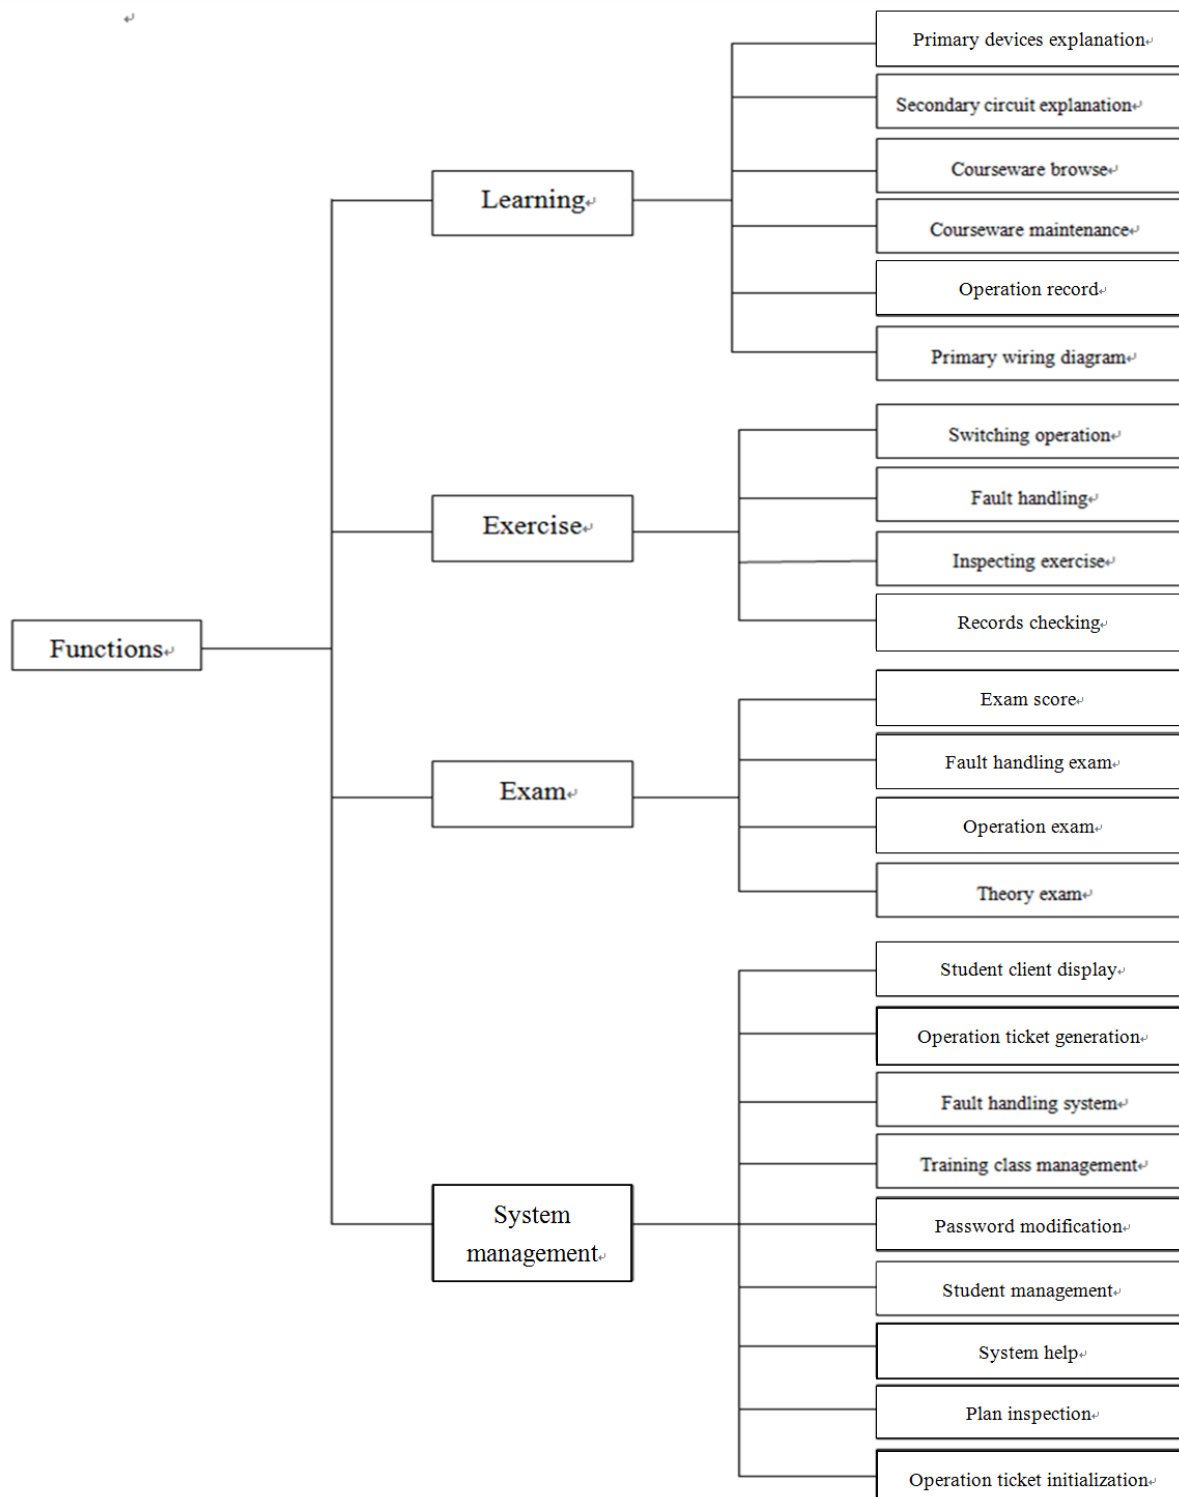 Primary devices explanation
Secondary circuit explanation
Courseware browse
Learning
Courseware maintenance
Operation record
Primary wiring diagram
Switching operation
Fault handling
Exercise
Inspecting exercise
Records checking
Functions
Exam score
Fault handling exam
Exam
Operation exam
Theory exam
Student client display
Operation ticket generation
Fault handling system
Training class management
System
management
Password modification
Student management
System help
Plan inspection
Operation ticket initialization